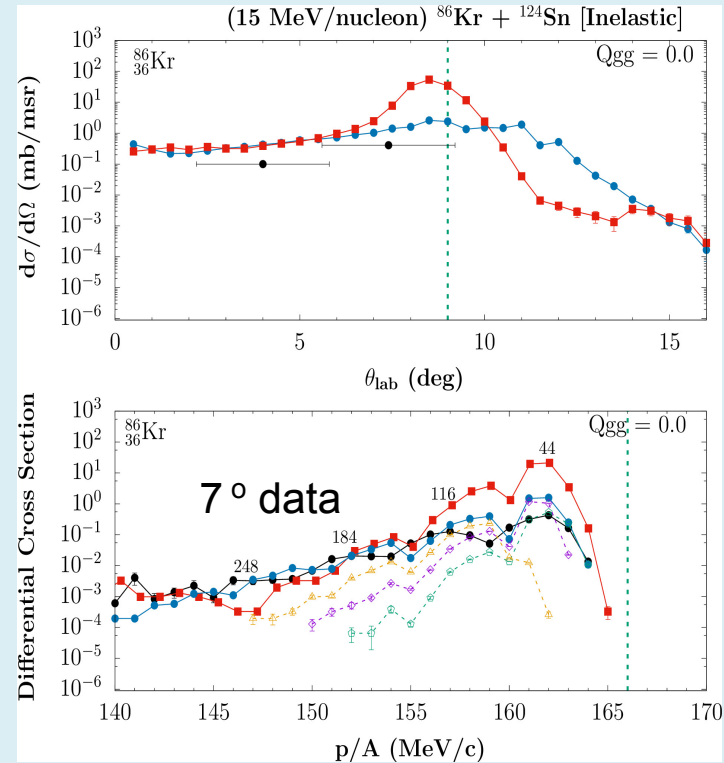 (15 MeV/nucleon) ⁸⁶Kr + ¹²⁴Sn [Inelastic]
⁸⁶₃₆Kr
Qgg = 0.0
10³
10²
10¹
10⁰
10⁻¹
10⁻²
10⁻³
10⁻⁴
10⁻⁵
10⁻⁶
dσ/dΩ (mb/msr)
0 5 10 15
θlab (deg)
⁸⁶₃₆Kr
Qgg = 0.0
7 º data
44
116
184
248
10³
10²
10¹
10⁰
10⁻¹
10⁻²
10⁻³
10⁻⁴
10⁻⁵
10⁻⁶
Differential Cross Section
140 145 150 155 160 165 170
p/A (MeV/c)